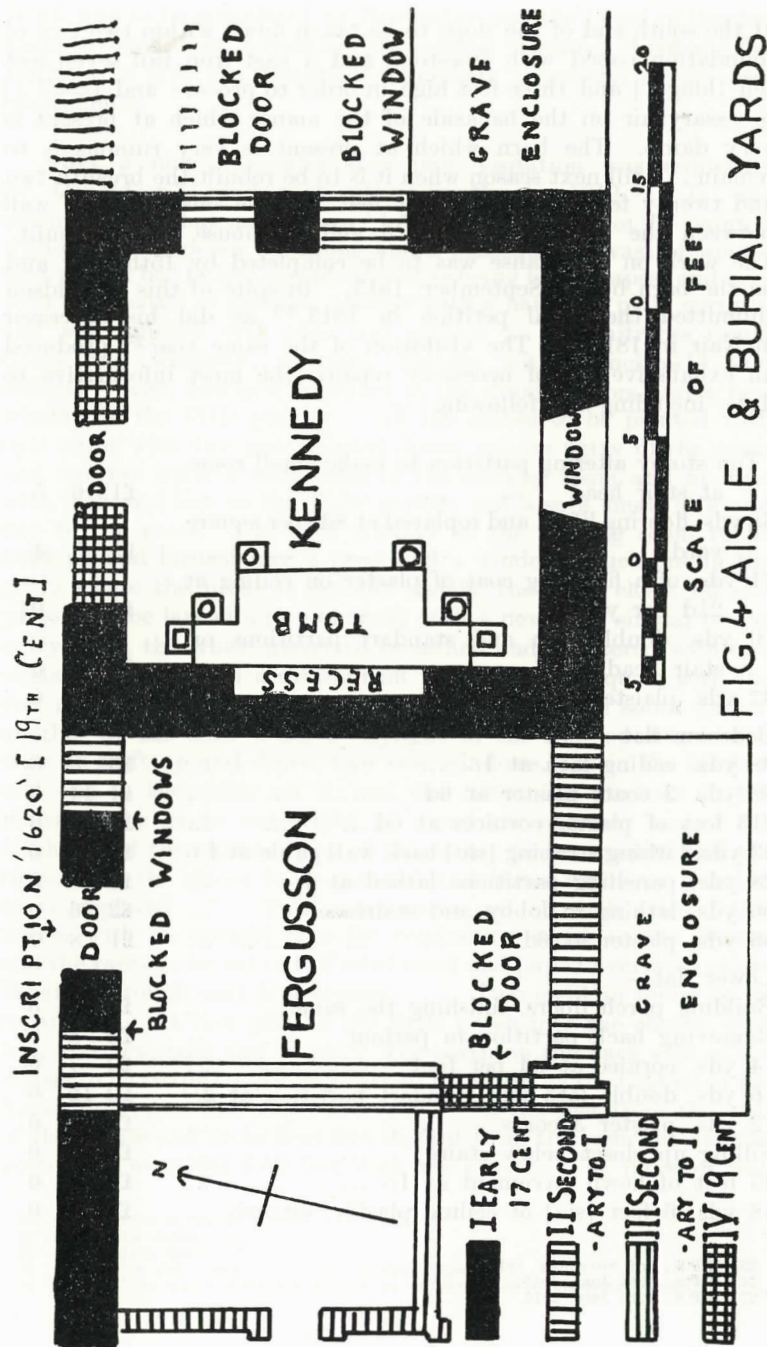 INSCRIPTION '1620' [19TH CENT.]
DOOR
BLOCKED WINDOWS
DOOR
FERGUSSON
BLOCKED
DOOR
RECESS
TOMB
KENNEDY
WINDOW
BLOCKED
DOOR
BLOCKED
WINDOW
GRAE
ENCLOSURE
CRAE
ENCLOSURE
N
I EARLY
17 CENT
II SECOND
-ARY TO I
III SECOND
-ARY TO II
IV 19 CENT
5 0 5 10 15 20
SCALE OF FEET
FIG. 4 AISLE & BURIAL YARDS